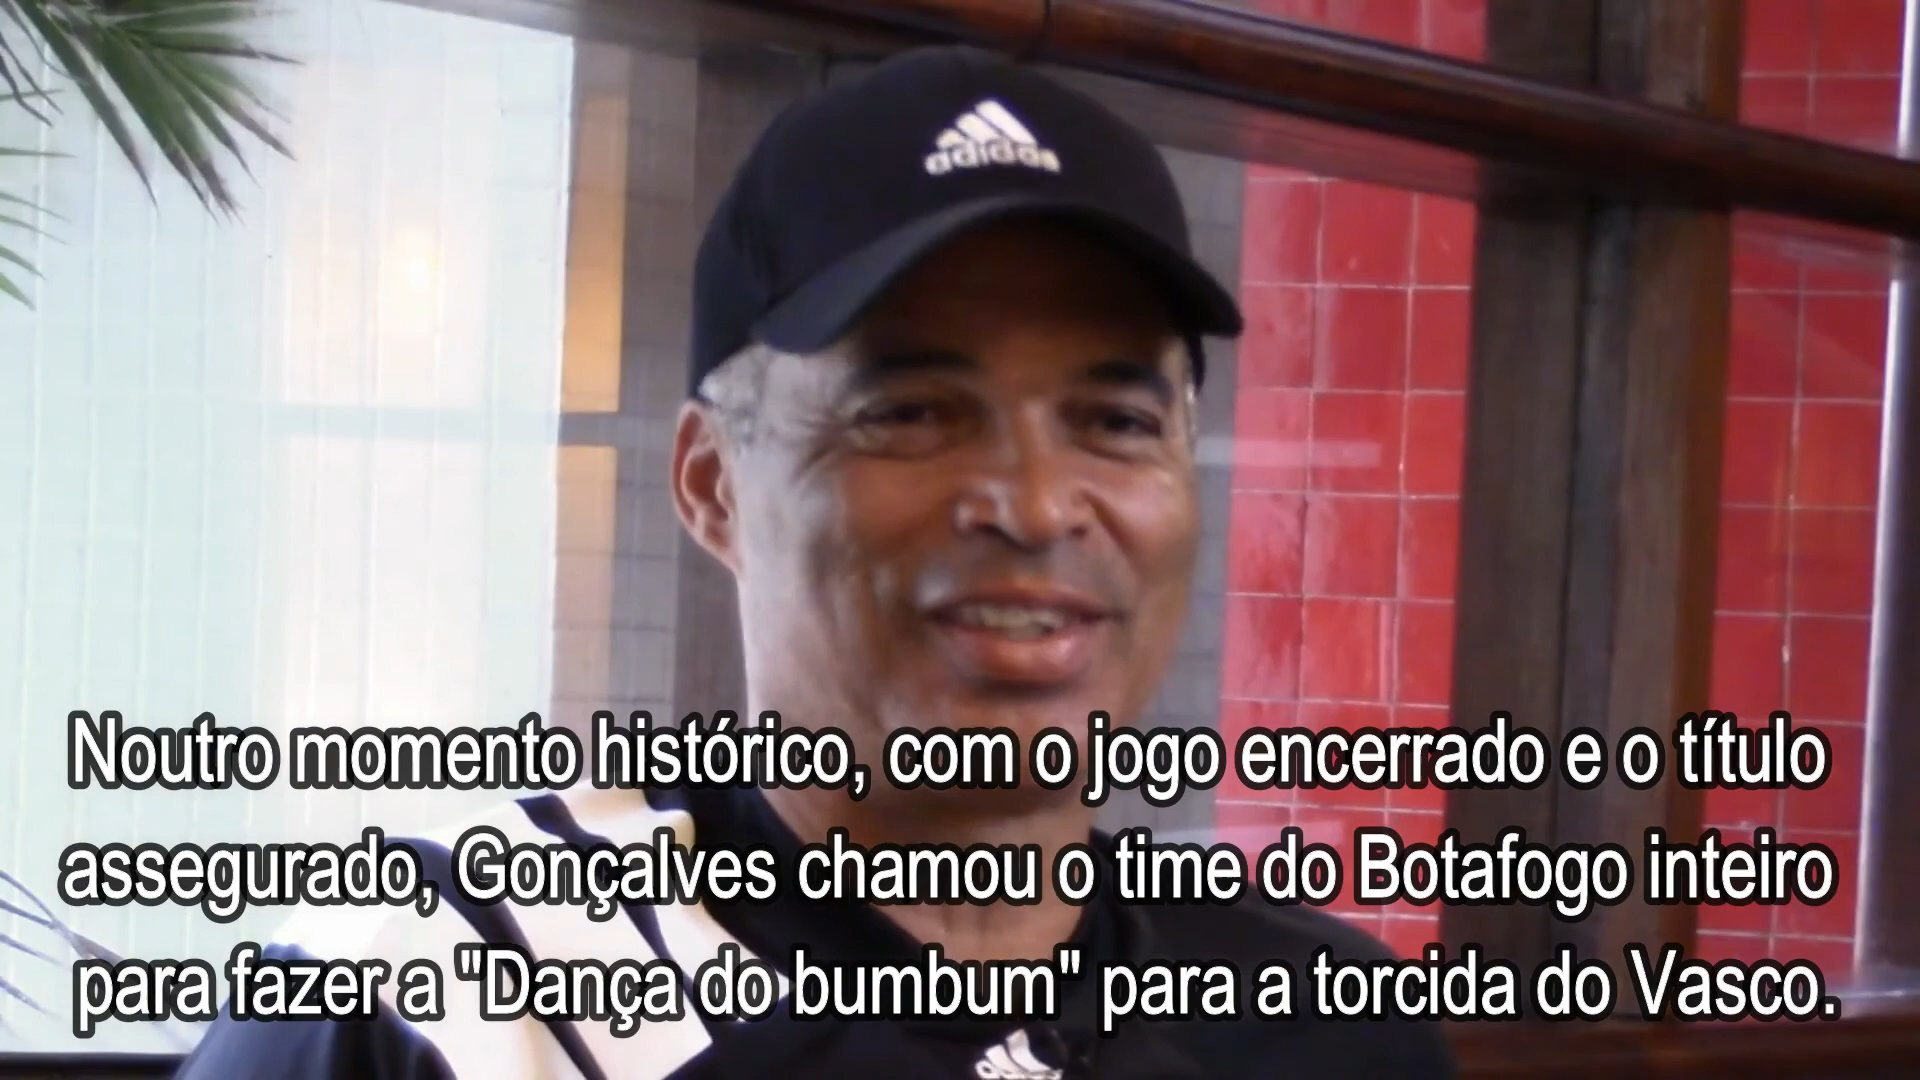 adidas
Noutro momento histórico, com o jogo encerrado e o título
assegurado, Gonçalves chamou o time do Botafogo inteiro
para fazer a "Dança do bumbum" para a torcida do Vasco.
adidas